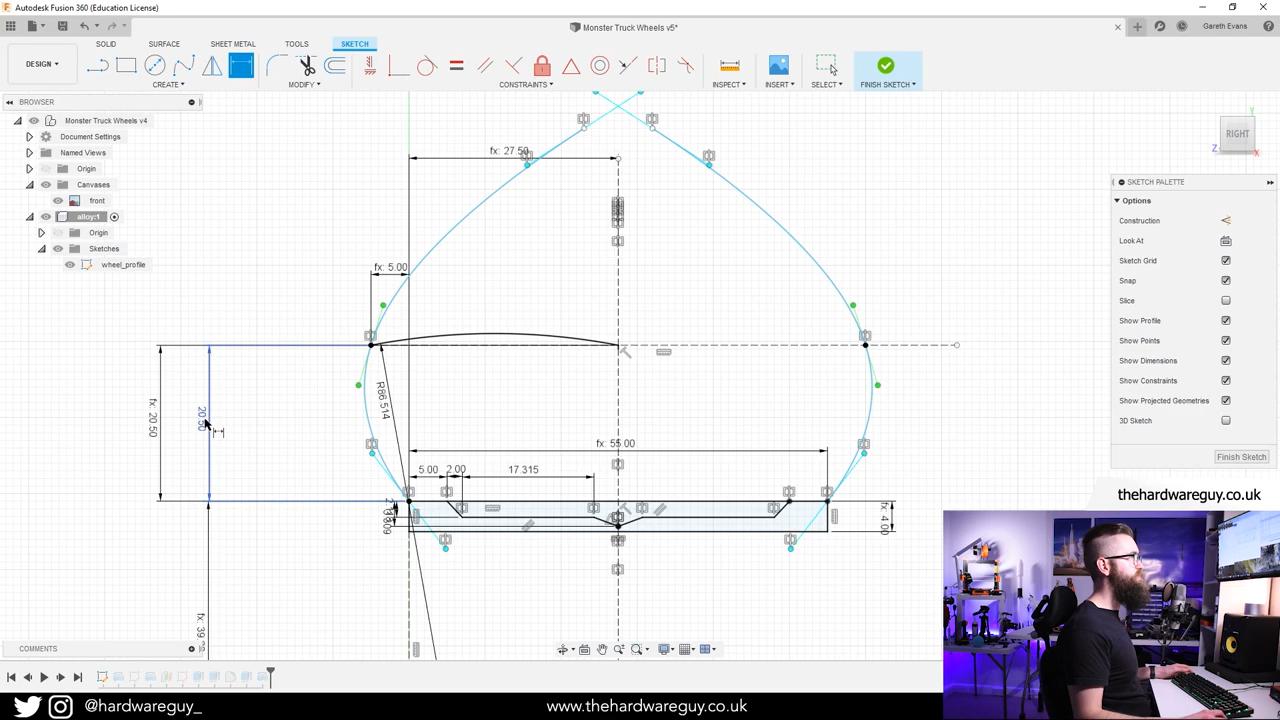 Autodesk Fusion 360 (Education License)
Monster Truck Wheels v5*
Gareth Evans
DESIGN
SOLID
SURFACE
SHEET METAL
TOOLS
SKETCH
CREATE
MODIFY
CONSTRAINTS
INSPECT
INSERT
SELECT
FINISH SKETCH
BROWSER
Monster Truck Wheels v4
Document Settings
Named Views
Origin
Canvases
front
alloy:1
Origin
Sketches
wheel_profile
fx: 27.50
fx: 5.00
R86.514
fx: 20.50
20.50
fx: 55.00
5.00
2.00
17.315
fx: 4.00
RIGHT
Y
Z
X
SKETCH PALETTE
Options
Construction
Look At
Sketch Grid
Snap
Slice
Show Profile
Show Points
Show Dimensions
Show Constraints
Show Projected Geometries
3D Sketch
Finish Sketch
thehardwareguy.co.uk
COMMENTS
@hardwareguy_
www.thehardwareguy.co.uk